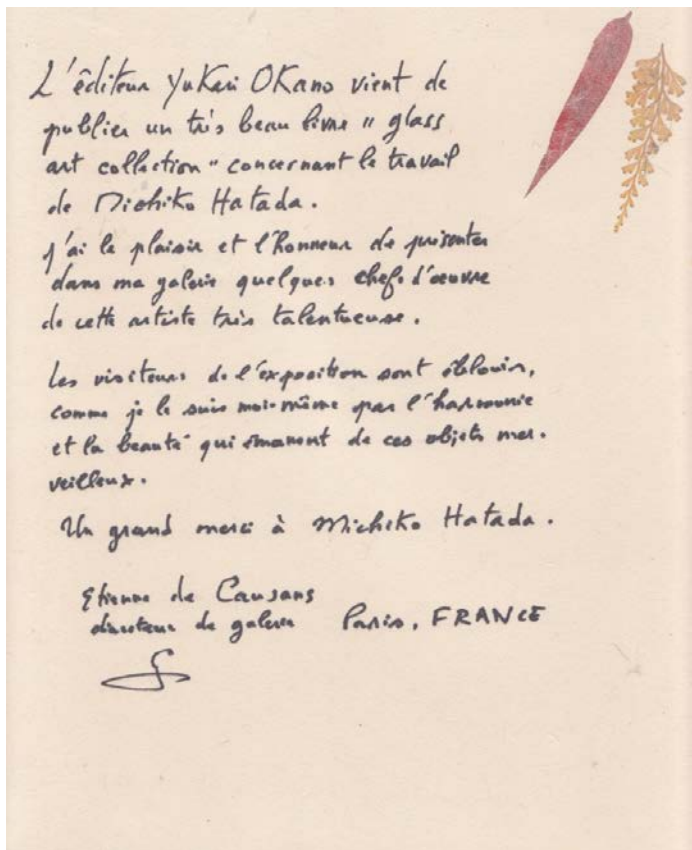 L'éditeur Yukari Okano vient de
publier un très beau livre " glass
art collection " concernant le travail
de Michiko Hatada.
J'ai le plaisir et l'honneur de présenter
dans ma galerie quelques chefs d'œuvre
de cette artiste très talentueuse.
Les visiteurs de l'exposition sont éblouis,
comme je le suis moi-même par l'harmonie
et la beauté qui émanent de ces objets mer-
veilleux.
Un grand merci à Michiko Hatada.
Etienne de Causans
directeur de galerie Paris, FRANCE